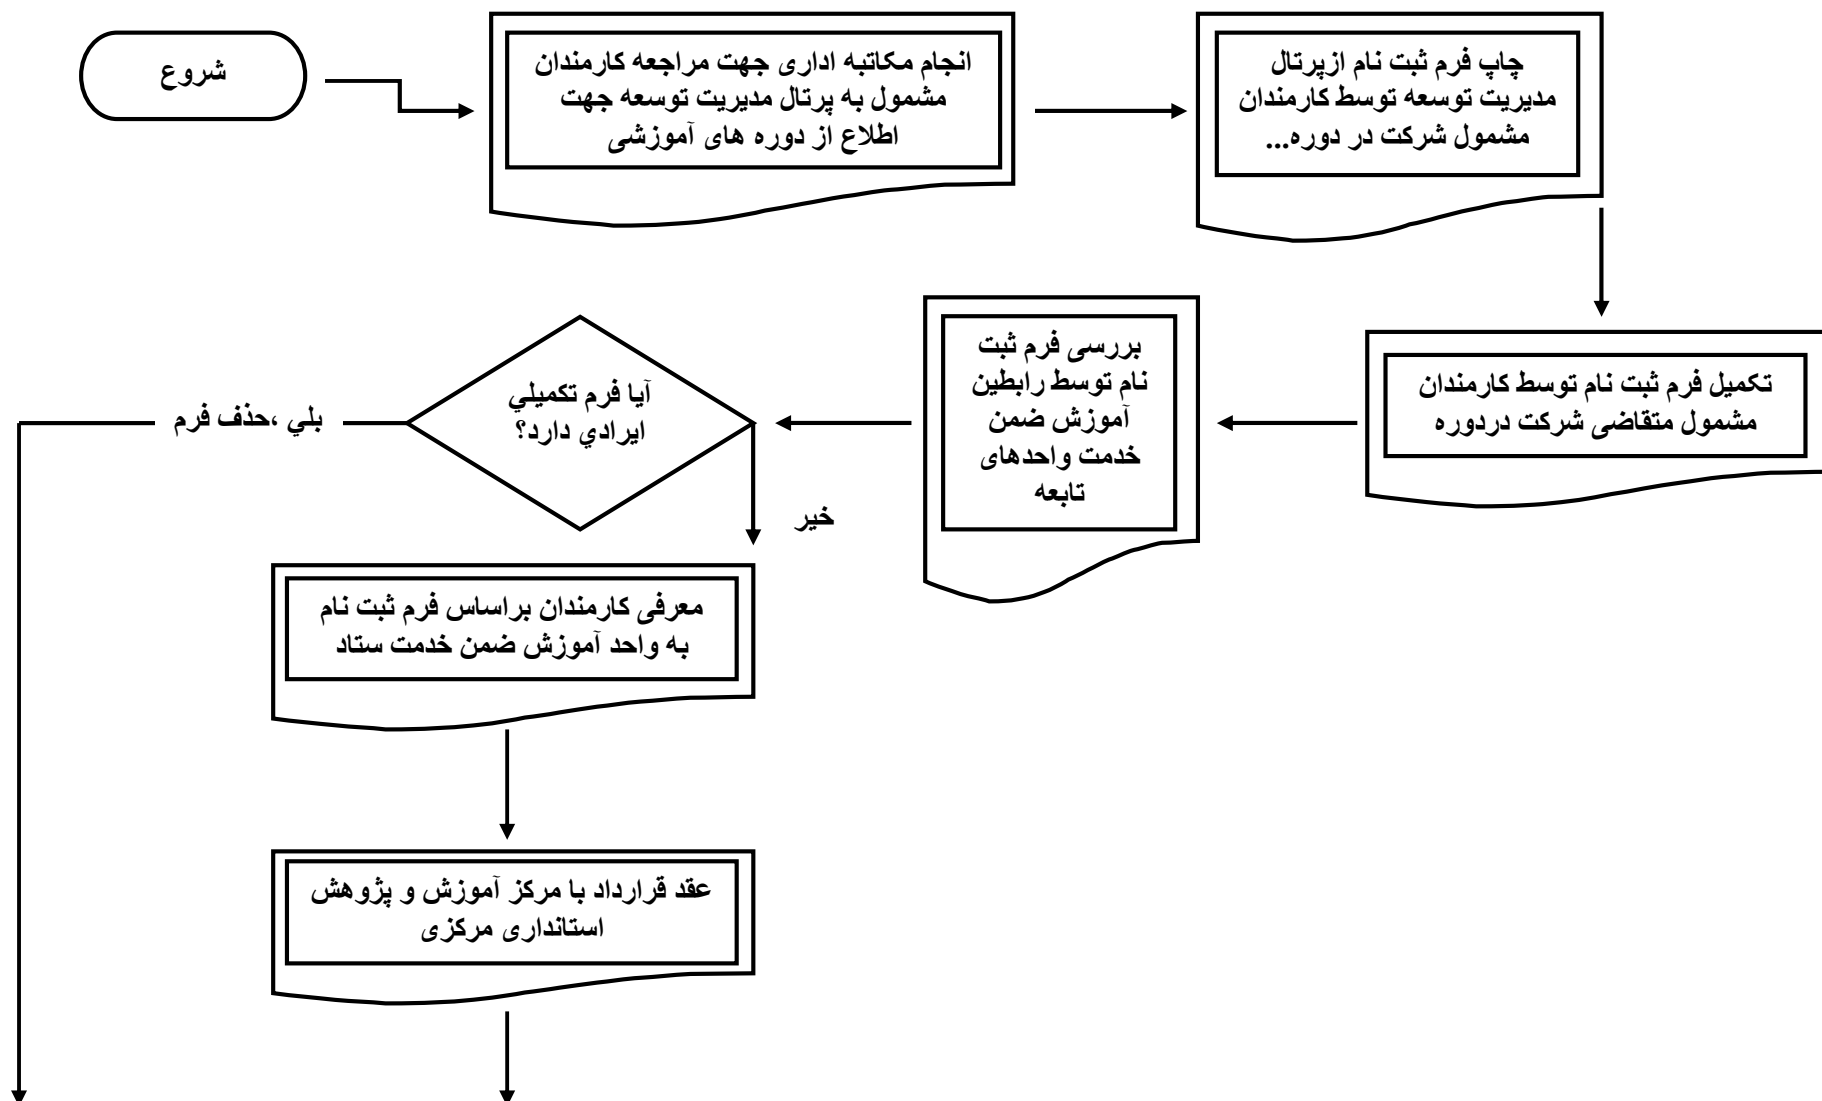 شروع
انجام مکاتبه اداری جهت مراجعه کارمندان
مشمول به پرتال مدیریت توسعه جهت
اطلاع از دوره های آموزشی
چاپ فرم ثبت نام ازپرتال
مدیریت توسعه توسط کارمندان
مشمول شرکت در دوره...
تکمیل فرم ثبت نام توسط کارمندان
مشمول متقاضی شرکت دردوره
بررسی فرم ثبت
نام توسط رابطین
آموزش ضمن
خدمت واحدهای
تابعه
آيا فرم تكميلي
ايرادي دارد؟
بلي ،حذف فرم
خير
معرفی کارمندان براساس فرم ثبت نام
به واحد آموزش ضمن خدمت ستاد
عقد قرارداد با مرکز آموزش و پژوهش
استانداری مرکزی